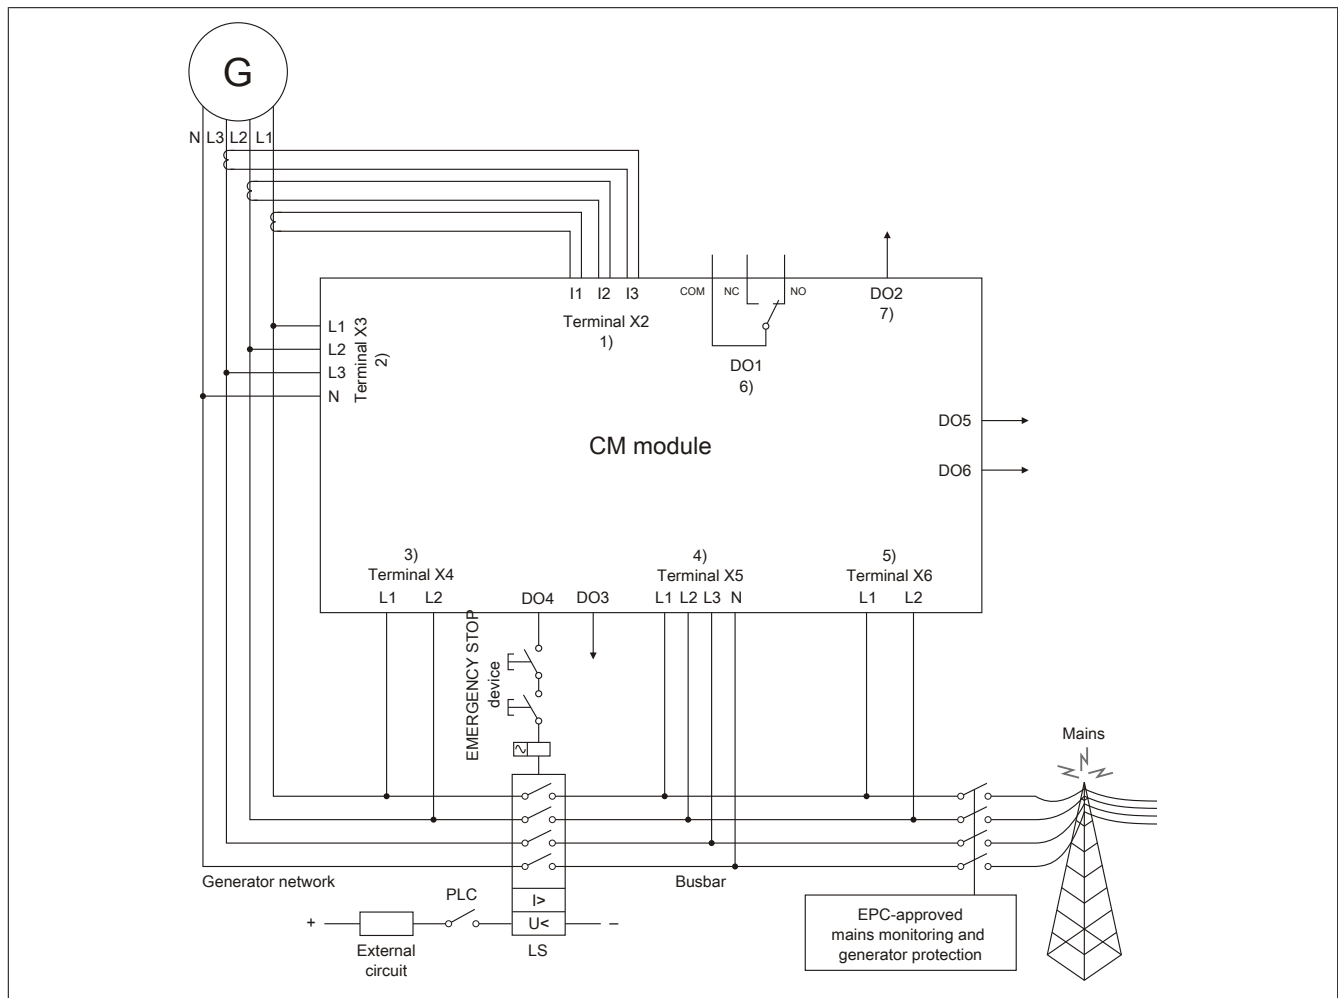 G
N L3 L2 L1
I1 I2 I3
Terminal X2
1)
COM NC NO
DO1
6)
DO2
7)
L1
L2
L3
N
Terminal X3
2)
DO5
CM module
DO6
3)
Terminal X4
L1 L2
DO4
DO3
4)
Terminal X5
L1 L2 L3 N
5)
Terminal X6
L1 L2
EMERGENCY STOP
device
Mains
Generator network
Busbar
PLC
I>
U<
+
–
LS
External
circuit
EPC-approved
mains monitoring and
generator protection